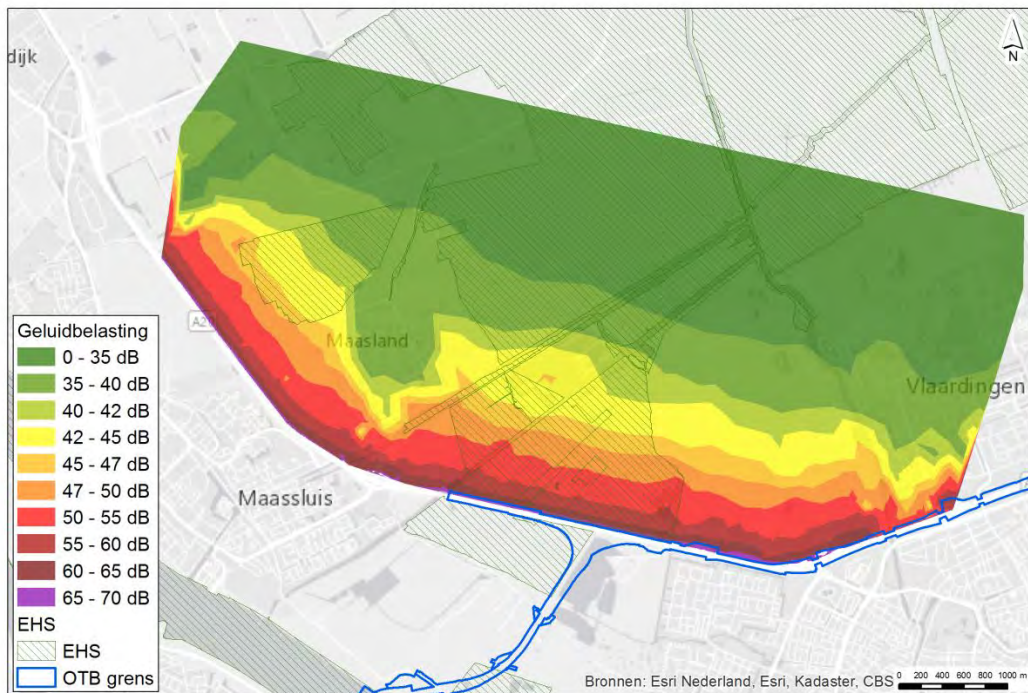 dijk
N
A20
Maasland
Vlaardingen
Maassluis
Geluidbelasting
0 - 35 dB
35 - 40 dB
40 - 42 dB
42 - 45 dB
45 - 47 dB
47 - 50 dB
50 - 55 dB
55 - 60 dB
60 - 65 dB
65 - 70 dB
EHS
EHS
OTB grens
Bronnen: Esri Nederland, Esri, Kadaster, CBS
0 200 400 600 800 1000 m